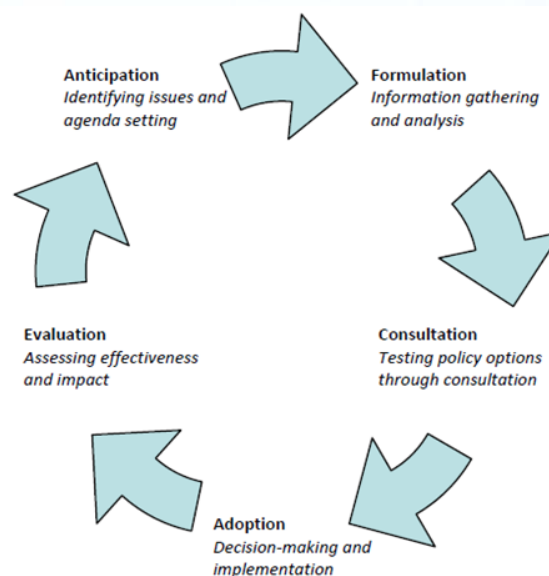 Anticipation
Identifying issues and
agenda setting
Formulation
Information gathering
and analysis
Consultation
Testing policy options
through consultation
Adoption
Decision-making and
implementation
Evaluation
Assessing effectiveness
and impact